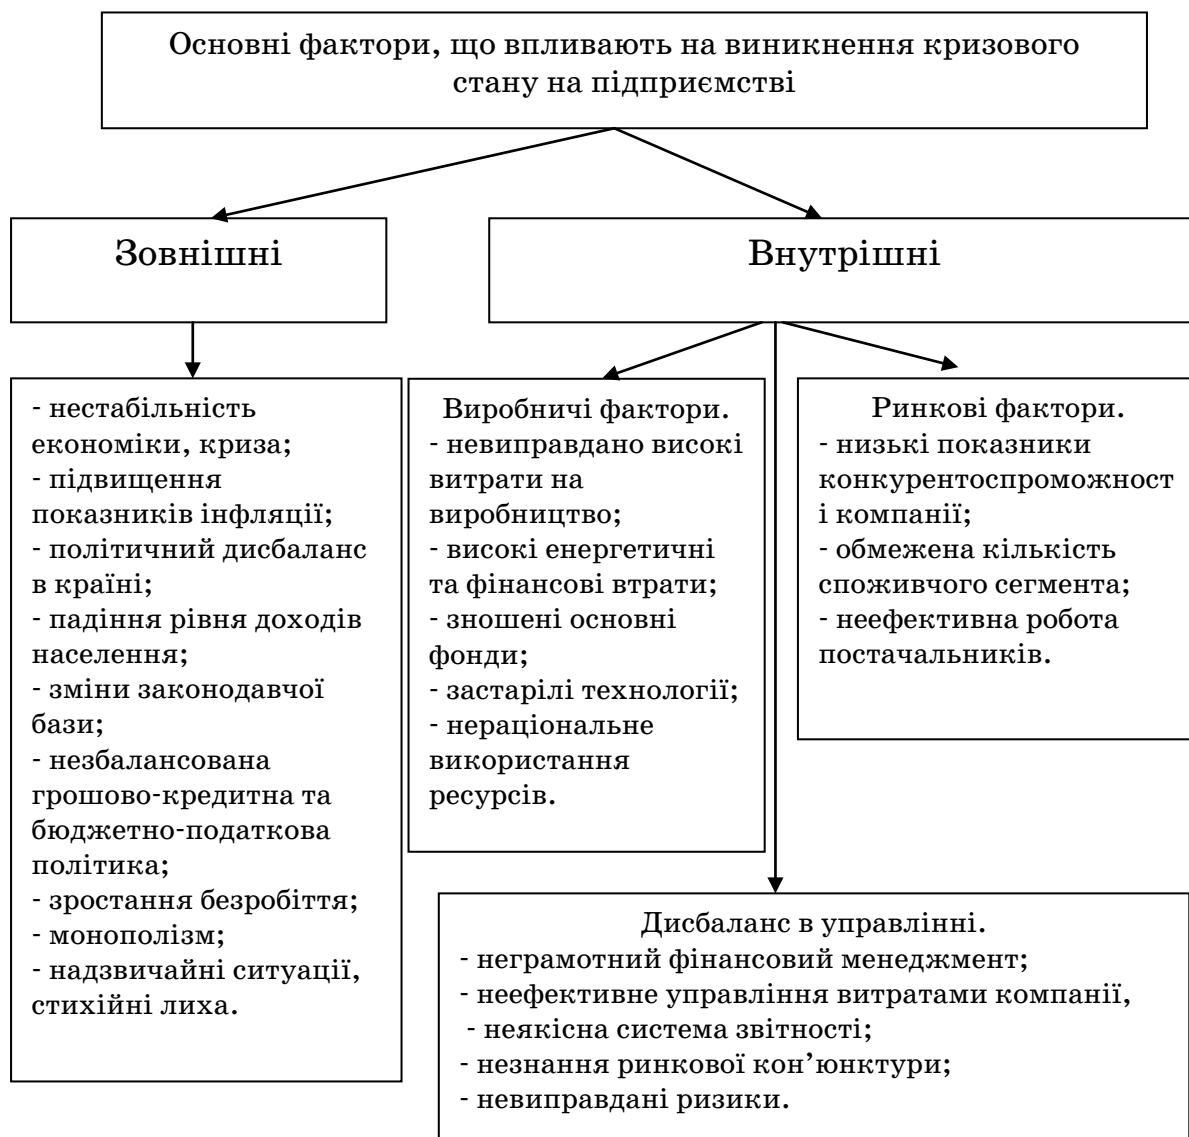 Основні фактори, що впливають на виникнення кризового
стану на підприємстві
Зовнішні
Внутрішні
- нестабільність
економіки, криза;
- підвищення
показників інфляції;
- політичний дисбаланс
в країні;
- падіння рівня доходів
населення;
- зміни законодавчої
бази;
- незбалансована
грошово-кредитна та
бюджетно-податкова
політика;
- зростання безробіття;
- монополізм;
- надзвичайні ситуації,
стихійні лиха.
Виробничі фактори.
- невиправдано високі
витрати на
виробництво;
- високі енергетичні
та фінансові втрати;
- зношені основні
фонди;
- застарілі технології;
- нераціональне
використання
ресурсів.
Ринкові фактори.
- низькі показники
конкурентоспроможност
і компанії;
- обмежена кількість
споживчого сегмента;
- неефективна робота
постачальників.
Дисбаланс в управлінні.
- неграмотний фінансовий менеджмент;
- неефективне управління витратами компанії,
- неякісна система звітності;
- незнання ринкової кон’юнктури;
- невиправдані ризики.